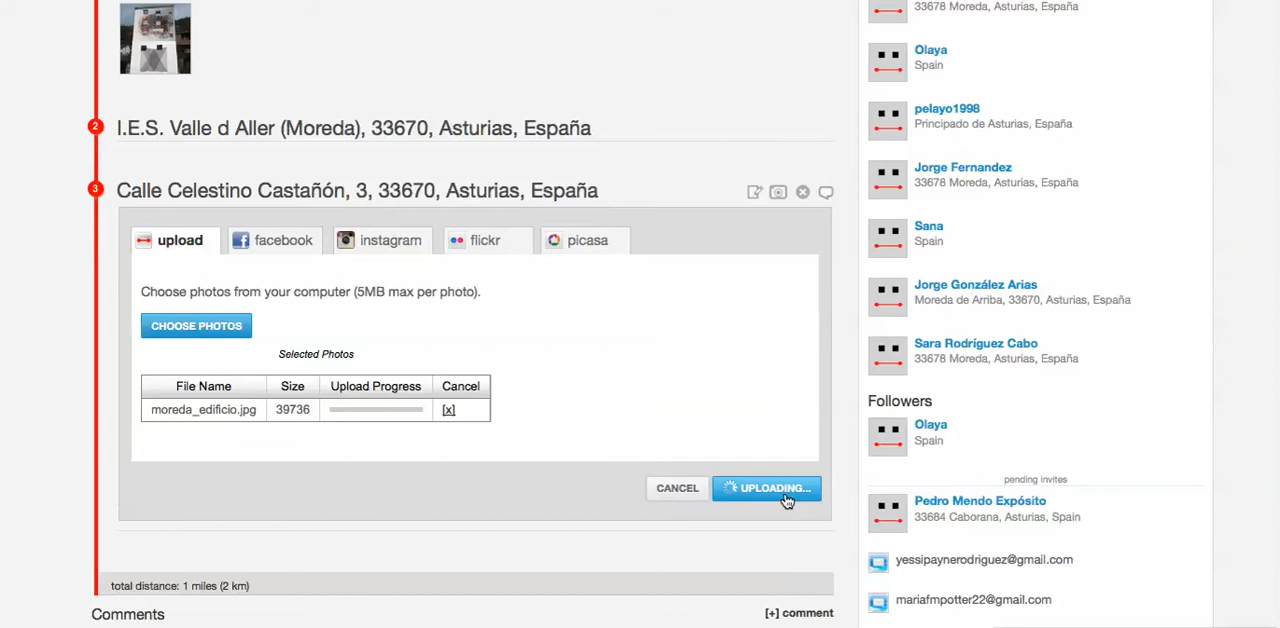 2
I.E.S. Valle d Aller (Moreda), 33670, Asturias, España
3
Calle Celestino Castañón, 3, 33670, Asturias, España
upload
facebook
instagram
flickr
picasa
Choose photos from your computer (5MB max per photo).
CHOOSE PHOTOS
Selected Photos
File Name Size Upload Progress Cancel
moreda_edificio.jpg 39736 [x]
CANCEL
UPLOADING...
total distance: 1 miles (2 km)
Comments
[+] comment
33678 Moreda, Asturias, España
Olaya
Spain
pelayo1998
Principado de Asturias, España
Jorge Fernandez
33678 Moreda, Asturias, España
Sana
Spain
Jorge González Arias
Moreda de Arriba, 33670, Asturias, España
Sara Rodríguez Cabo
33678 Moreda, Asturias, España
Followers
Olaya
Spain
pending invites
Pedro Mendo Expósito
33684 Caborana, Asturias, Spain
yessipaynerodriguez@gmail.com
mariafmpotter22@gmail.com